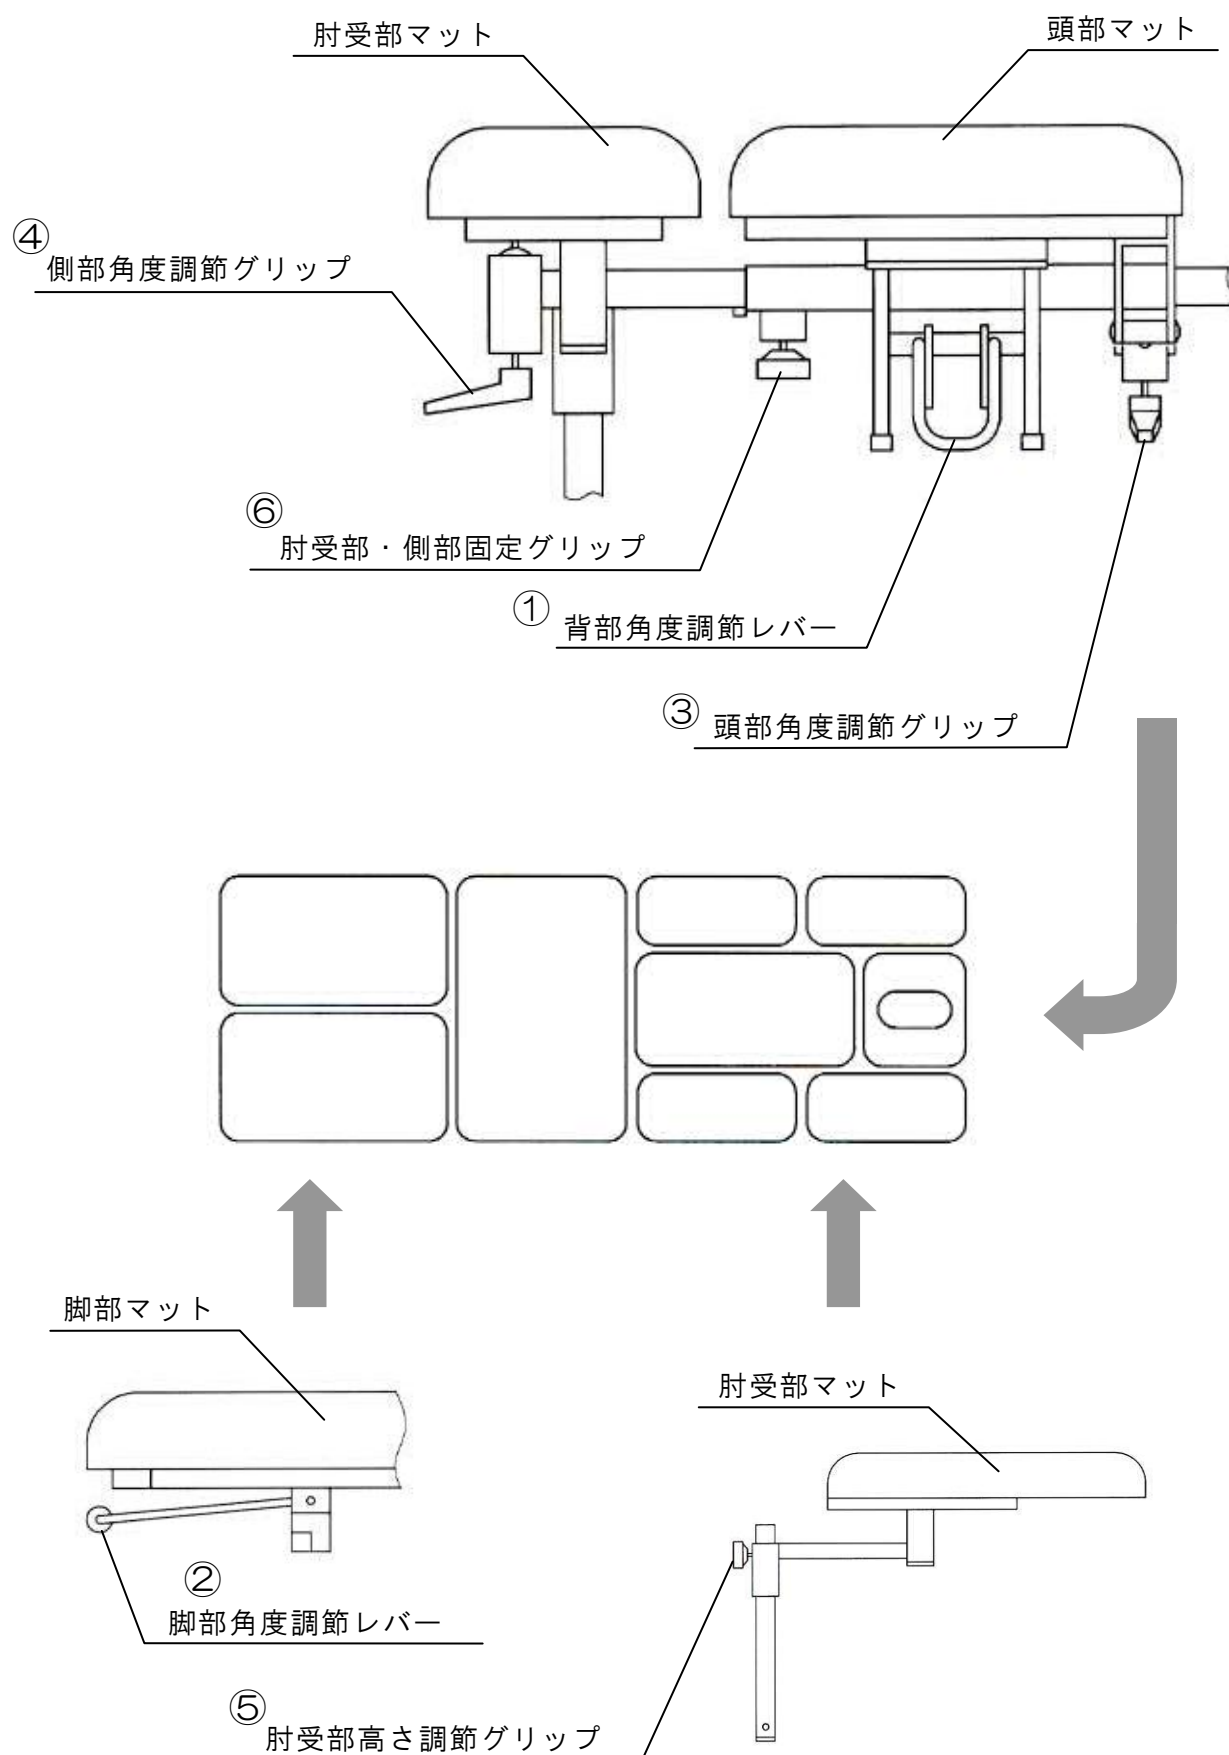 肘受部マット
頭部マット
④
側部角度調節グリップ
⑥
肘受部・側部固定グリップ
①
背部角度調節レバー
③
頭部角度調節グリップ
脚部マット
肘受部マット
②
脚部角度調節レバー
⑤
肘受部高さ調節グリップ